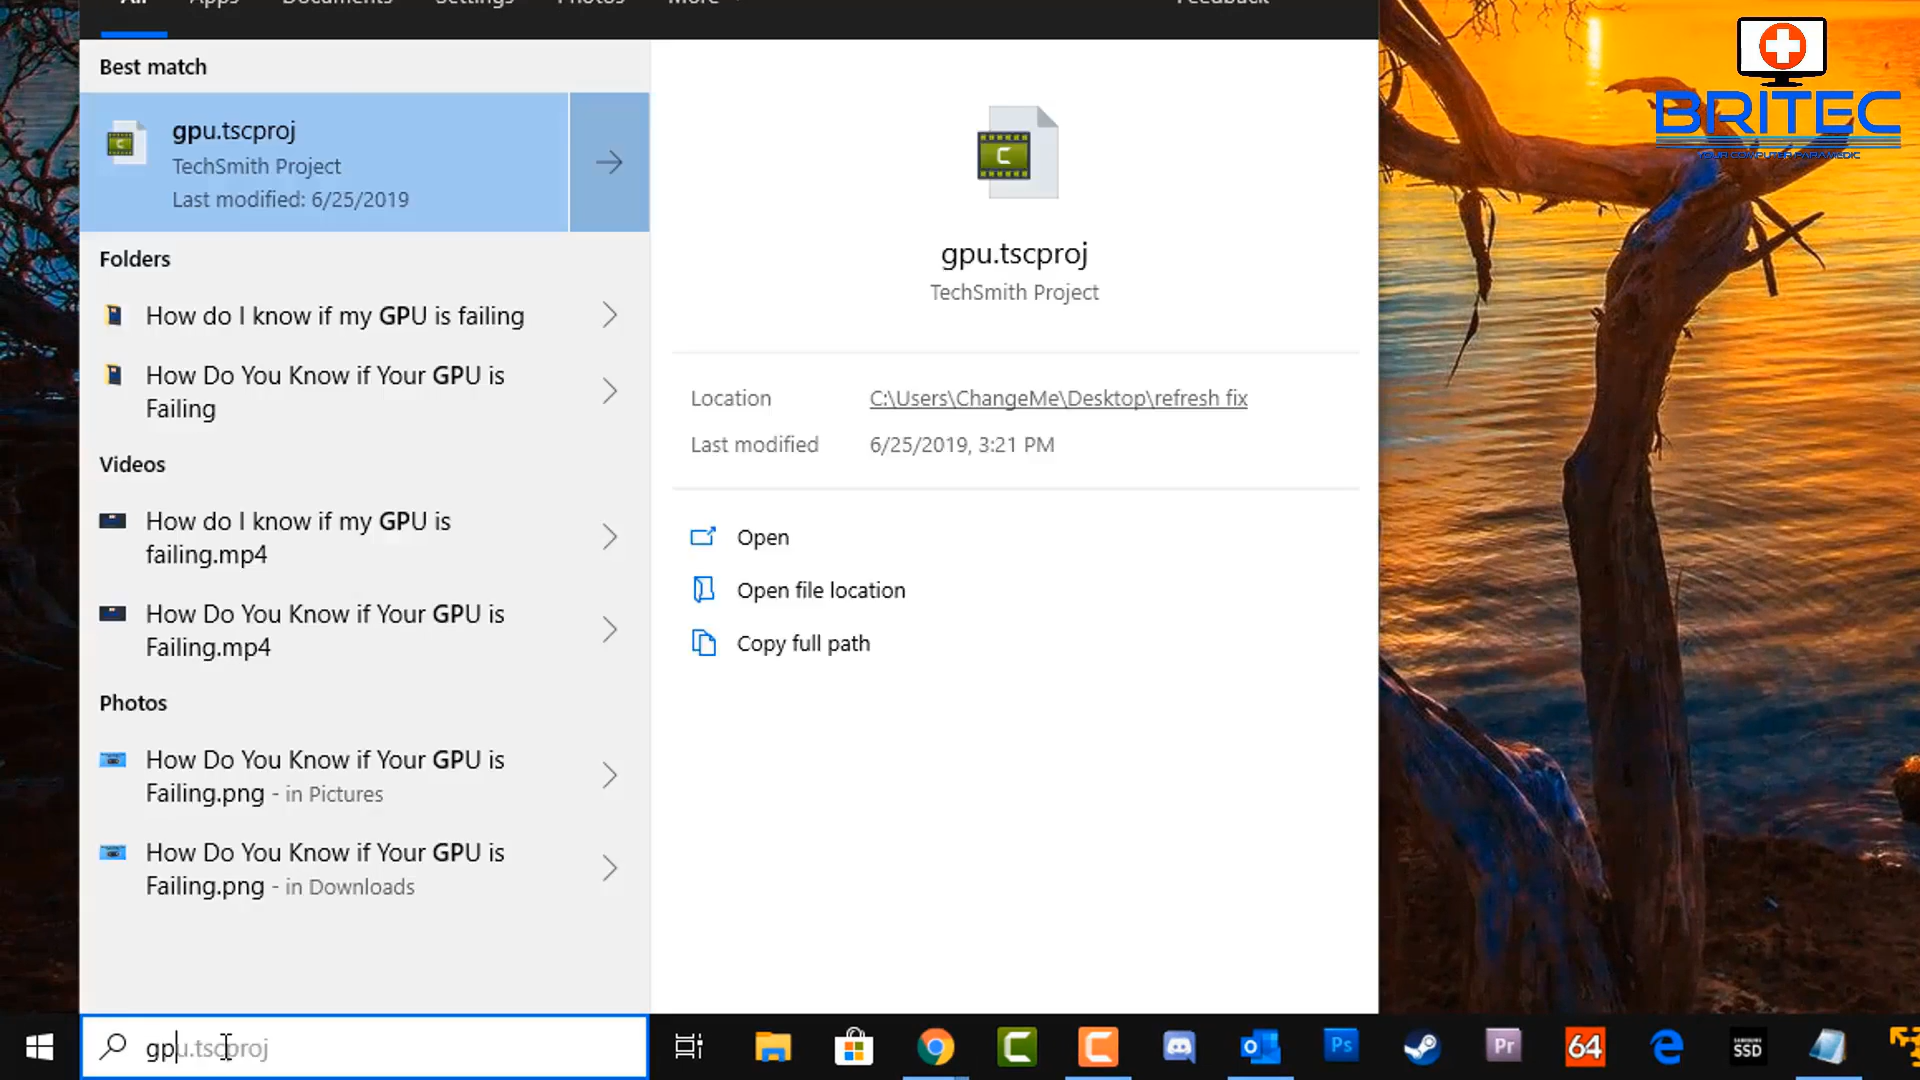 All Apps Documents Settings Photos More Feedback
Best match
gpu.tscproj
TechSmith Project
Last modified: 6/25/2019
Folders
How do I know if my GPU is failing
How Do You Know if Your GPU is
Failing
Videos
How do I know if my GPU is
failing.mp4
How Do You Know if Your GPU is
Failing.mp4
Photos
How Do You Know if Your GPU is
Failing.png - in Pictures
How Do You Know if Your GPU is
Failing.png - in Downloads
gpu.tscproj
TechSmith Project
Location C:\Users\ChangeMe\Desktop\refresh fix
Last modified 6/25/2019, 3:21 PM
Open
Open file location
Copy full path
BRITEC
YOUR COMPUTER PARAMEDIC
gpu.tscproj
Ps
Pr
64
SAMSUNG
SSD